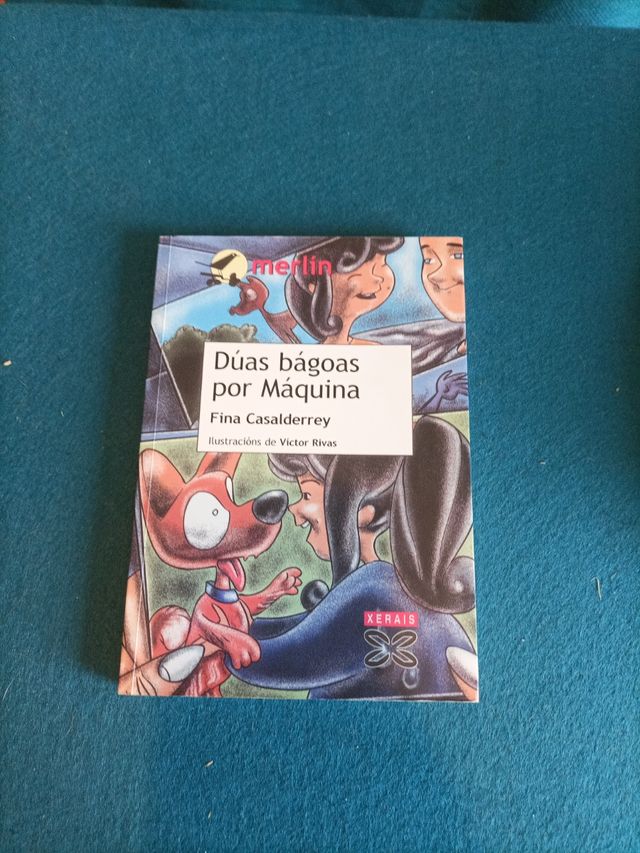 merlín
Dúas bágoas
por Máquina
Fina Casalderrey
Ilustracións de Víctor Rivas
XERAIS